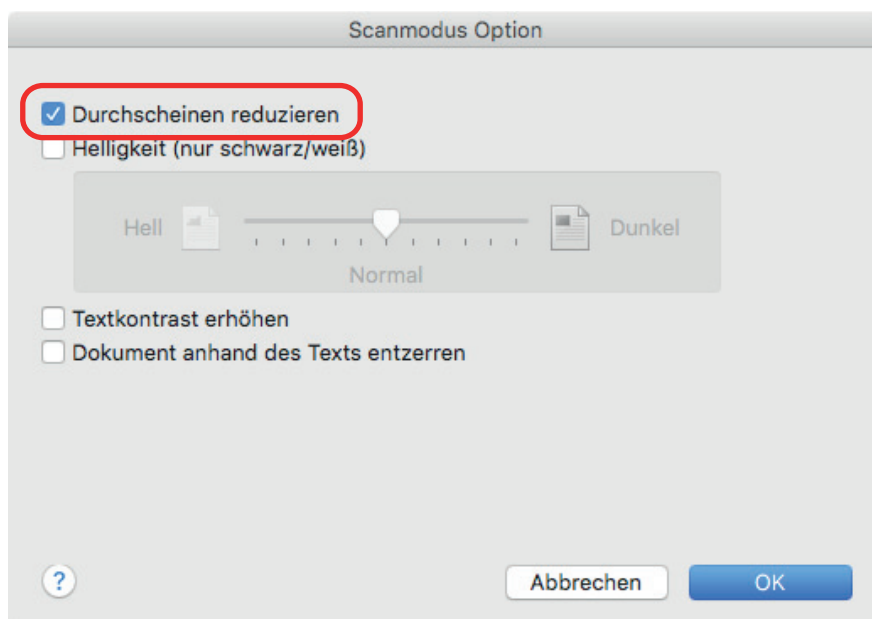 Scanmodus Option
Durchscheinen reduzieren
Helligkeit (nur schwarz/weiß)
Hell Dunkel
Normal
Textkontrast erhöhen
Dokument anhand des Texts entzerren
? Abbrechen OK